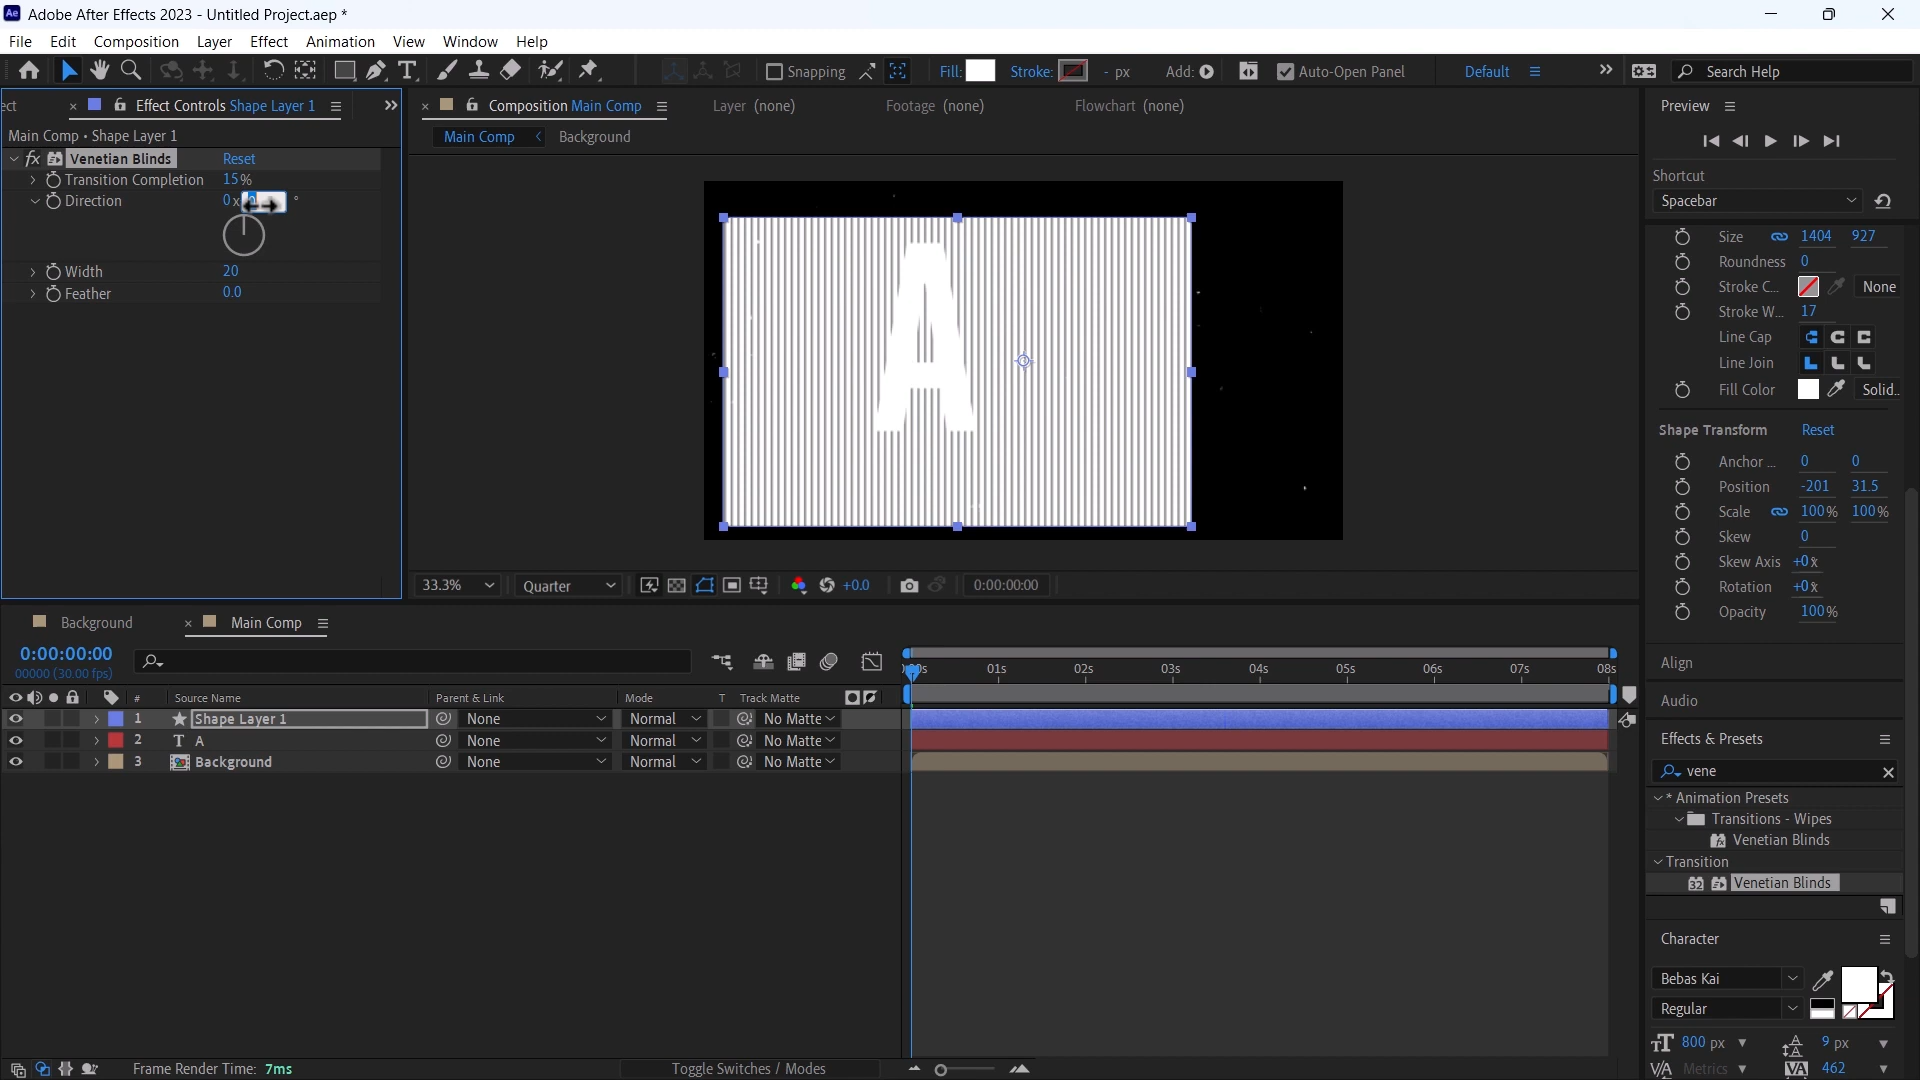 Ae Adobe After Effects 2023 - Untitled Project.aep *
File Edit Composition Layer Effect Animation View Window Help
Snapping Fill: Stroke: - px Add: Auto-Open Panel Default Search Help
ect Effect Controls Shape Layer 1 Composition Main Comp Layer (none) Footage (none) Flowchart (none) Preview
Main Comp • Shape Layer 1 Main Comp Background
fx Venetian Blinds Reset
Transition Completion 15%
Direction 0x °
Width 20
Feather 0.0
A
33.3% Quarter +0.0 0:00:00:00
Shortcut
Spacebar
Size 1404 927
Roundness 0
Stroke C... None
Stroke W... 17
Line Cap
Line Join
Fill Color Solid..
Shape Transform Reset
Anchor ... 0 0
Position -201 31.5
Scale 100% 100%
Skew 0
Skew Axis +0x
Rotation +0x
Opacity 100%
Align
Audio
Effects & Presets
vene
* Animation Presets
Transitions - Wipes
Venetian Blinds
Transition
32 Venetian Blinds
Character
Bebas Kai
Regular
800 px 9 px
Metrics 462
Background Main Comp
0:00:00:00
00000 (30.00 fps)
01s 02s 03s 04s 05s 06s 07s 08s
# Source Name Parent & Link Mode T Track Matte
1 Shape Layer 1 None Normal No Matte
2 T A None Normal No Matte
3 Background None Normal No Matte
Frame Render Time: 7ms Toggle Switches / Modes